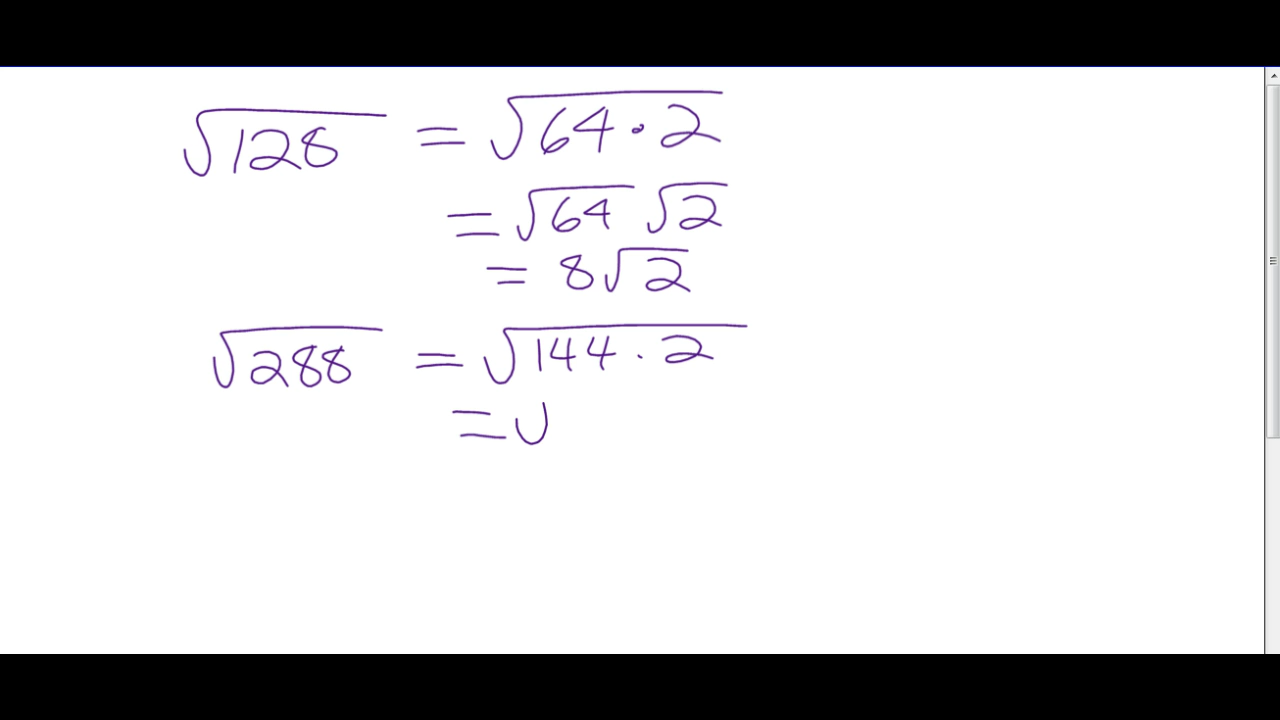 √128 = √64·2
= √64 √2
= 8√2
√288 = √144·2
=